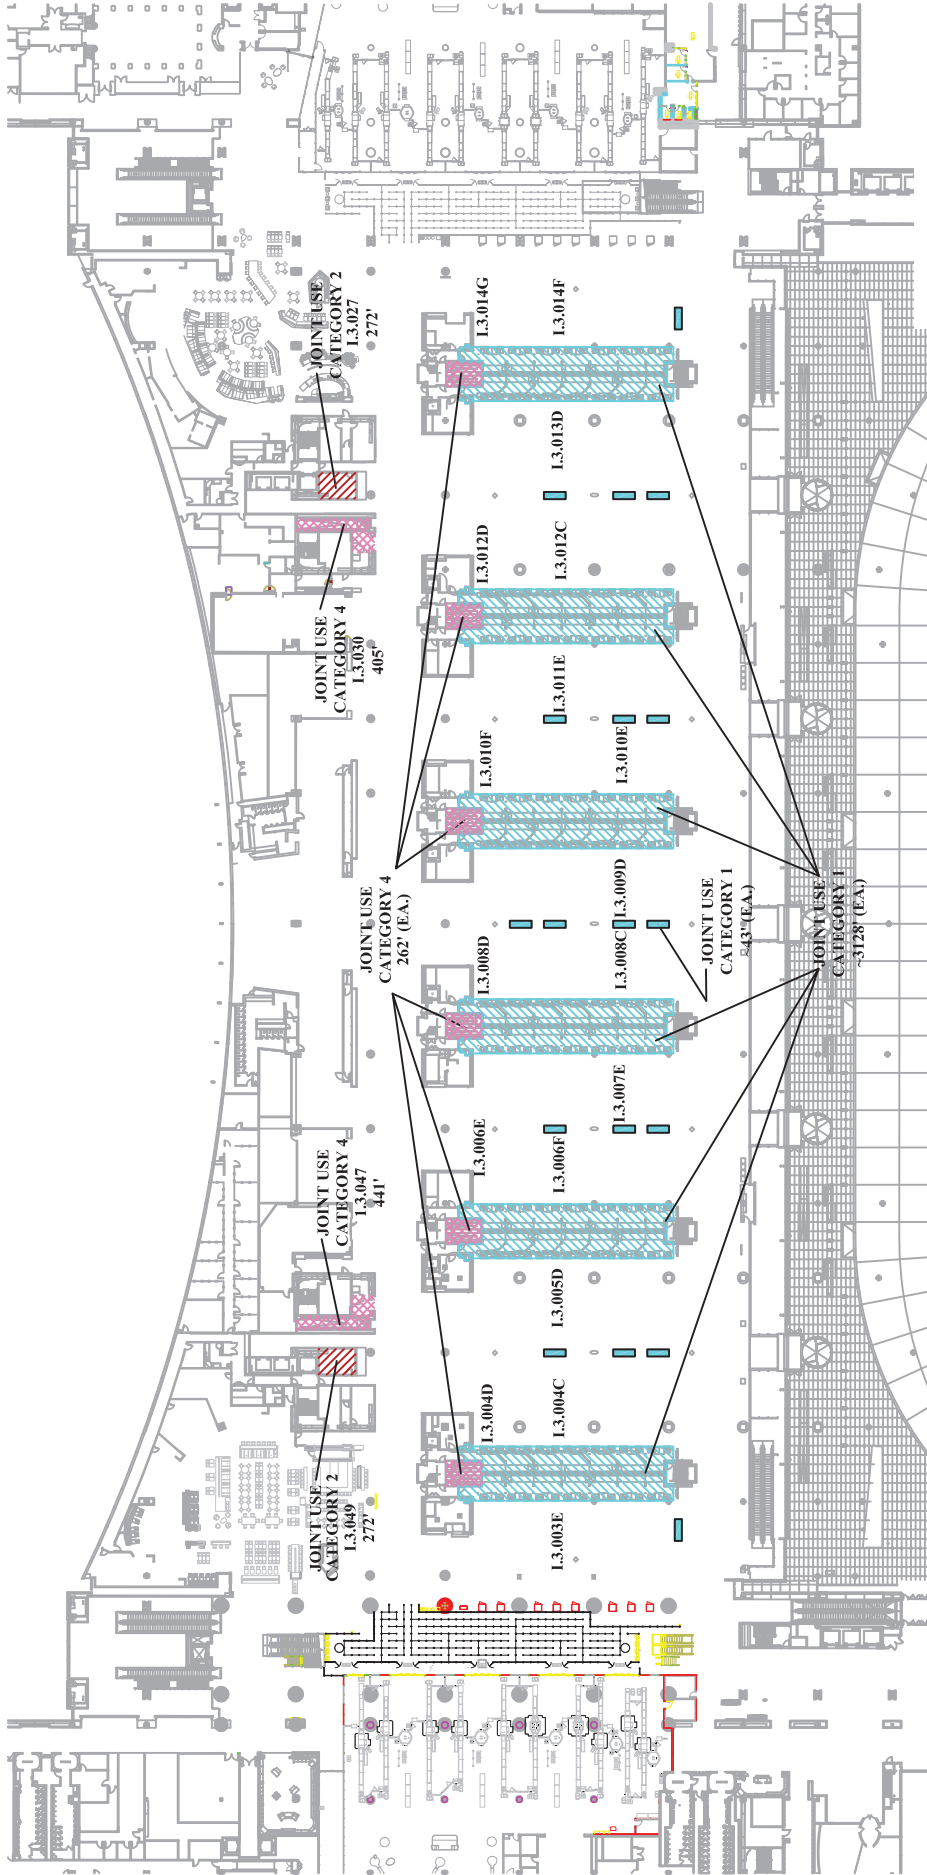 JOINT USE
CATEGORY 2
I.3.027
272'
I.3.014G
I.3.014F
I.3.013D
JOINT USE
CATEGORY 4
I.3.030
405'
I.3.012D
I.3.012C
I.3.011E
I.3.010F
I.3.010E
JOINT USE
CATEGORY 4
262' (EA.)
I.3.009D
JOINT USE
CATEGORY 1
~43' (EA.)
JOINT USE
CATEGORY 1
~3128' (EA.)
I.3.008D
I.3.008C
I.3.007E
I.3.006E
I.3.006F
JOINT USE
CATEGORY 4
1.3.047
441'
I.3.005D
I.3.004D
I.3.004C
JOINT USE
CATEGORY 2
I.3.049
272'
I.3.003E